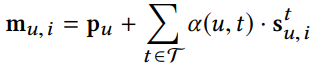 𝐦_{u,i} = 𝐩_u + ∑_{t∈𝒯} α(u, t) · 𝐬^t_{u,i}